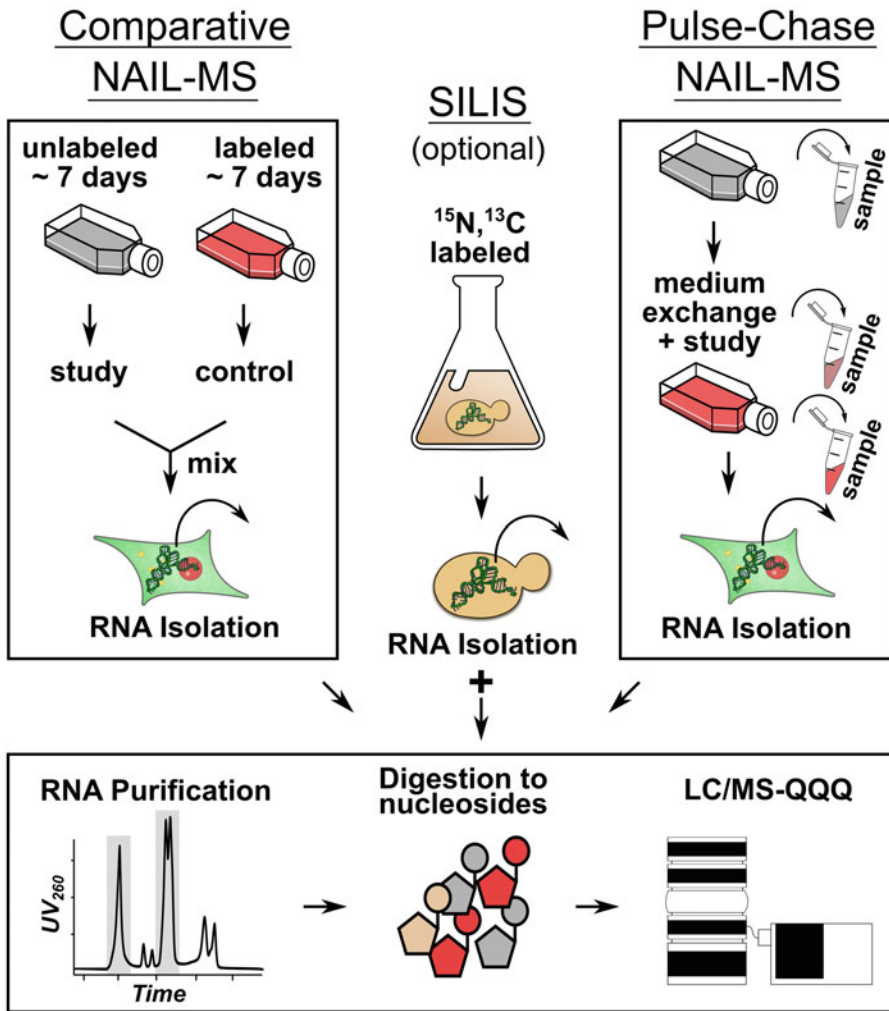 Comparative
NAIL-MS
unlabeled
~ 7 days
labeled
~ 7 days
study
control
mix
RNA Isolation
SILIS
(optional)
¹⁵N,¹³C
labeled
RNA Isolation
+
Pulse-Chase
NAIL-MS
sample
medium
exchange
+ study
sample
sample
RNA Isolation
RNA Purification
UV₂₆₀
Time
Digestion to
nucleosides
LC/MS-QQQ